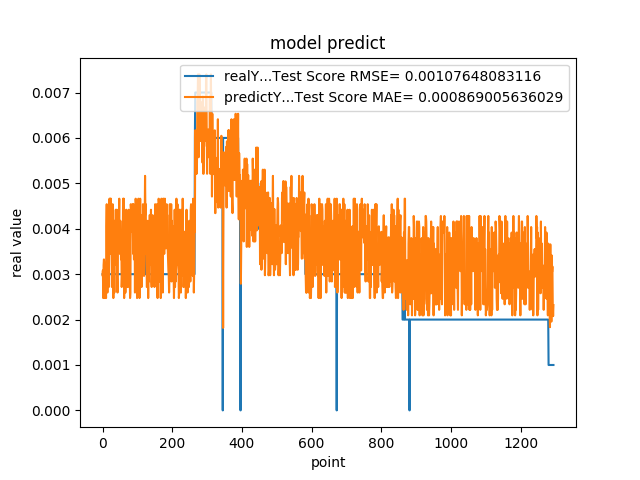 model predict
realY...Test Score RMSE= 0.00107648083116
predictY...Test Score MAE= 0.000869005636029
real value
0.007
0.006
0.005
0.004
0.003
0.002
0.001
0.000
0 200 400 600 800 1000 1200
point